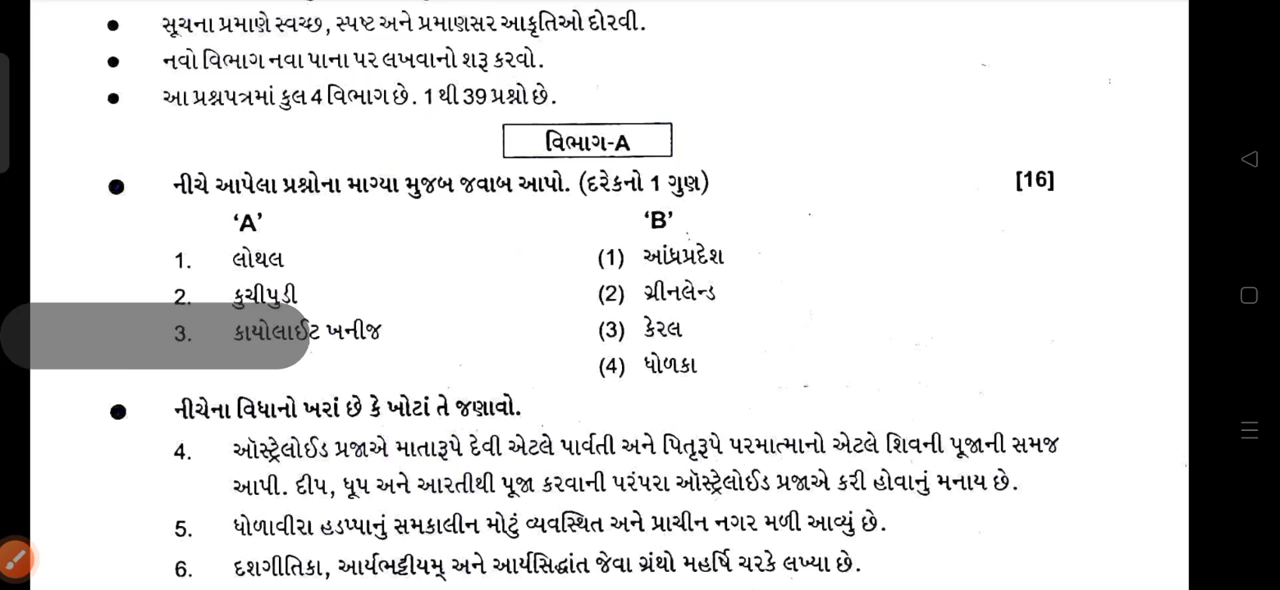 સૂચના પ્રમાણે સ્વચ્છ, સ્પષ્ટ અને પ્રમાણસર આકૃતિઓ દોરવી.
નવો વિભાગ નવા પાના પર લખવાનો શરૂ કરવો.
આ પ્રશ્નપત્રમાં કુલ 4 વિભાગ છે. 1 થી 39 પ્રશ્નો છે.
વિભાગ-A
નીચે આપેલા પ્રશ્નોના માગ્યા મુજબ જવાબ આપો. (દરેકનો 1 ગુણ) [16]
'A' 'B'
1. લોથલ (1) આંધ્રપ્રદેશ
2. કુચીપુડી (2) ગ્રીનલેન્ડ
3. કાયોલાઈટ ખનીજ (3) કેરલ
(4) ધોળકા
નીચેના વિધાનો ખરાં છે કે ખોટાં તે જણાવો.
4. ઑસ્ટ્રેલોઈડ પ્રજાએ માતારૂપે દેવી એટલે પાર્વતી અને પિતૃરૂપે પરમાત્માનો એટલે શિવની પૂજાની સમજ
આપી. દીપ, ધૂપ અને આરતીથી પૂજા કરવાની પરંપરા ઑસ્ટ્રેલોઈડ પ્રજાએ કરી હોવાનું મનાય છે.
5. ધોળાવીરા હડપ્પાનું સમકાલીન મોટું વ્યવસ્થિત અને પ્રાચીન નગર મળી આવ્યું છે.
6. દશગીતિકા, આર્યભટ્ટીયમ્ અને આર્યસિદ્ધાંત જેવા ગ્રંથો મહર્ષિ ચરકે લખ્યા છે.